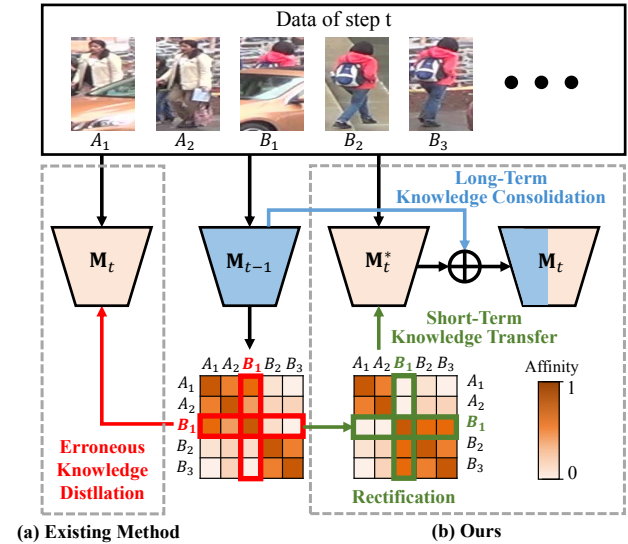 Data of step t
A₁ A₂ B₁ B₂ B₃
Long-Term
Knowledge Consolidation
M_t M_{t-1} M_t^* M_t
Short-Term
Knowledge Transfer
A₁ A₂ B₁ B₂ B₃
A₁
A₂
B₁
B₂
B₃
A₁ A₂ B₁ B₂ B₃
A₁
A₂
B₁
B₂
B₃
Affinity
1
0
Erroneous
Knowledge
Distllation
Rectification
(a) Existing Method
(b) Ours